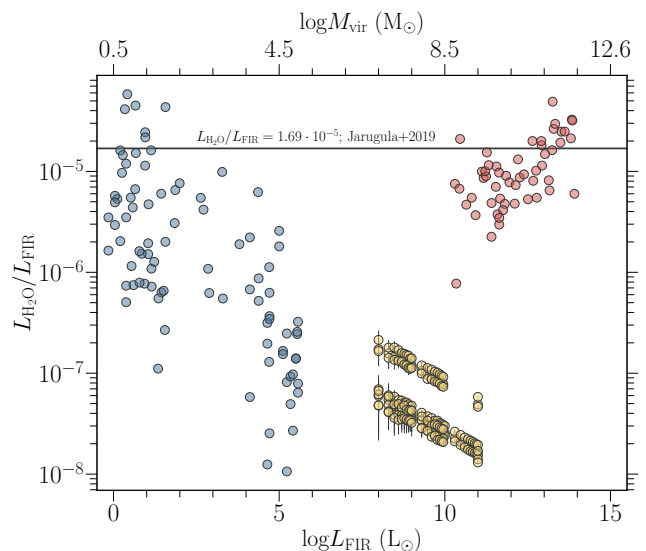 logM_vir (M_⊙)
0.5 4.5 8.5 12.6
L_H₂O/L_FIR = 1.69 · 10⁻⁵; Jarugula+2019
L_H₂O/L_FIR
10⁻⁵
10⁻⁶
10⁻⁷
10⁻⁸
0 5 10 15
logL_FIR (L_⊙)